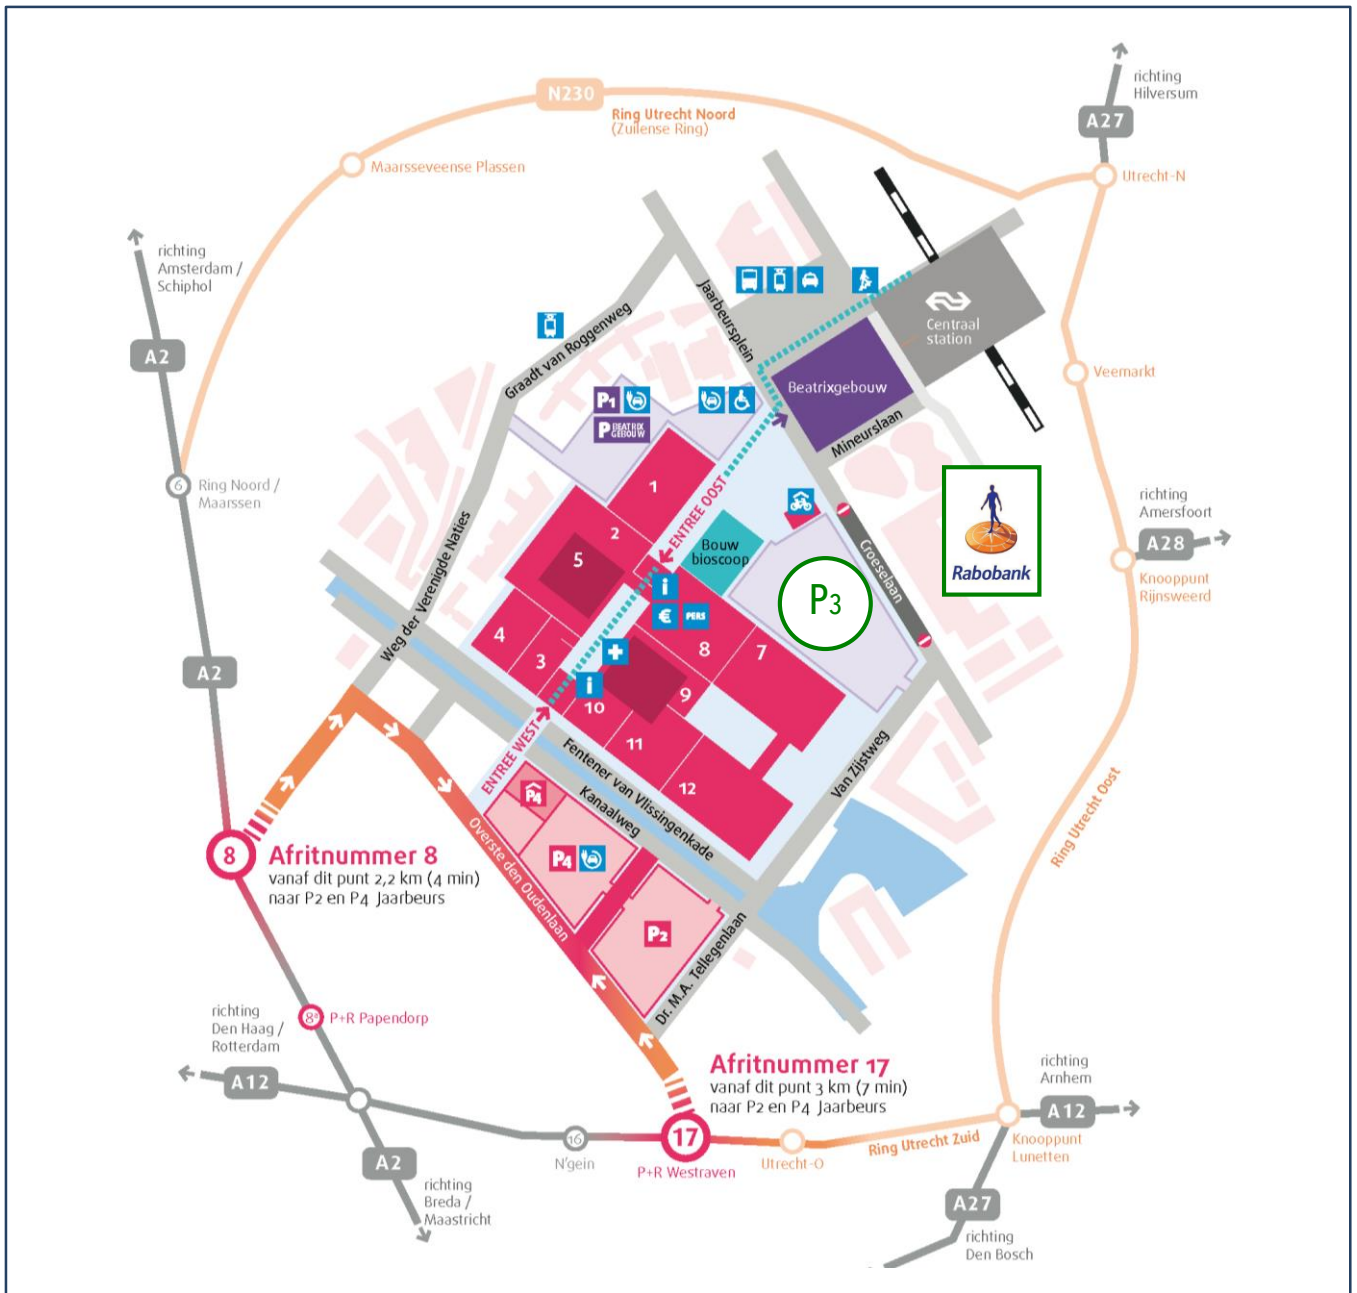 N230
Ring Utrecht Noord
(Zuilense Ring)
richting
Hilversum
A27
Maarsseveense Plassen
Utrecht-N
richting
Amsterdam /
Schiphol
A2
Jaarbeursplein
Graadt van Roggenweg
Centraal
station
Beatrixgebouw
Mineurslaan
Veemarkt
P1
P BEATRIX
GEBOUW
6
Ring Noord /
Maarssen
Weg der Verenigde Naties
1
2
5
4
3
ENTREE OOST
Bouw
bioscoop
i
€
PERS
8
7
9
i
10
11
12
P3
Croeselaan
Rabobank
richting
Amersfoort
A28
Knooppunt
Rijnsweerd
A2
ENTREE WEST
Fentener van Vlissingenkade
Kanaalweg
Van Zijstweg
Ring Utrecht Oost
P4
P4
P2
Overste den Oudenlaan
Dr. M.A. Tellegenlaan
8
Afritnummer 8
vanaf dit punt 2,2 km (4 min)
naar P2 en P4 Jaarbeurs
8a
P+R Papendorp
richting
Den Haag /
Rotterdam
A12
Afritnummer 17
vanaf dit punt 3 km (7 min)
naar P2 en P4 Jaarbeurs
richting
Arnhem
A12
16
N'gein
17
P+R Westraven
Utrecht-O
Ring Utrecht Zuid
Knooppunt
Lunetten
A2
richting
Breda /
Maastricht
A27
richting
Den Bosch